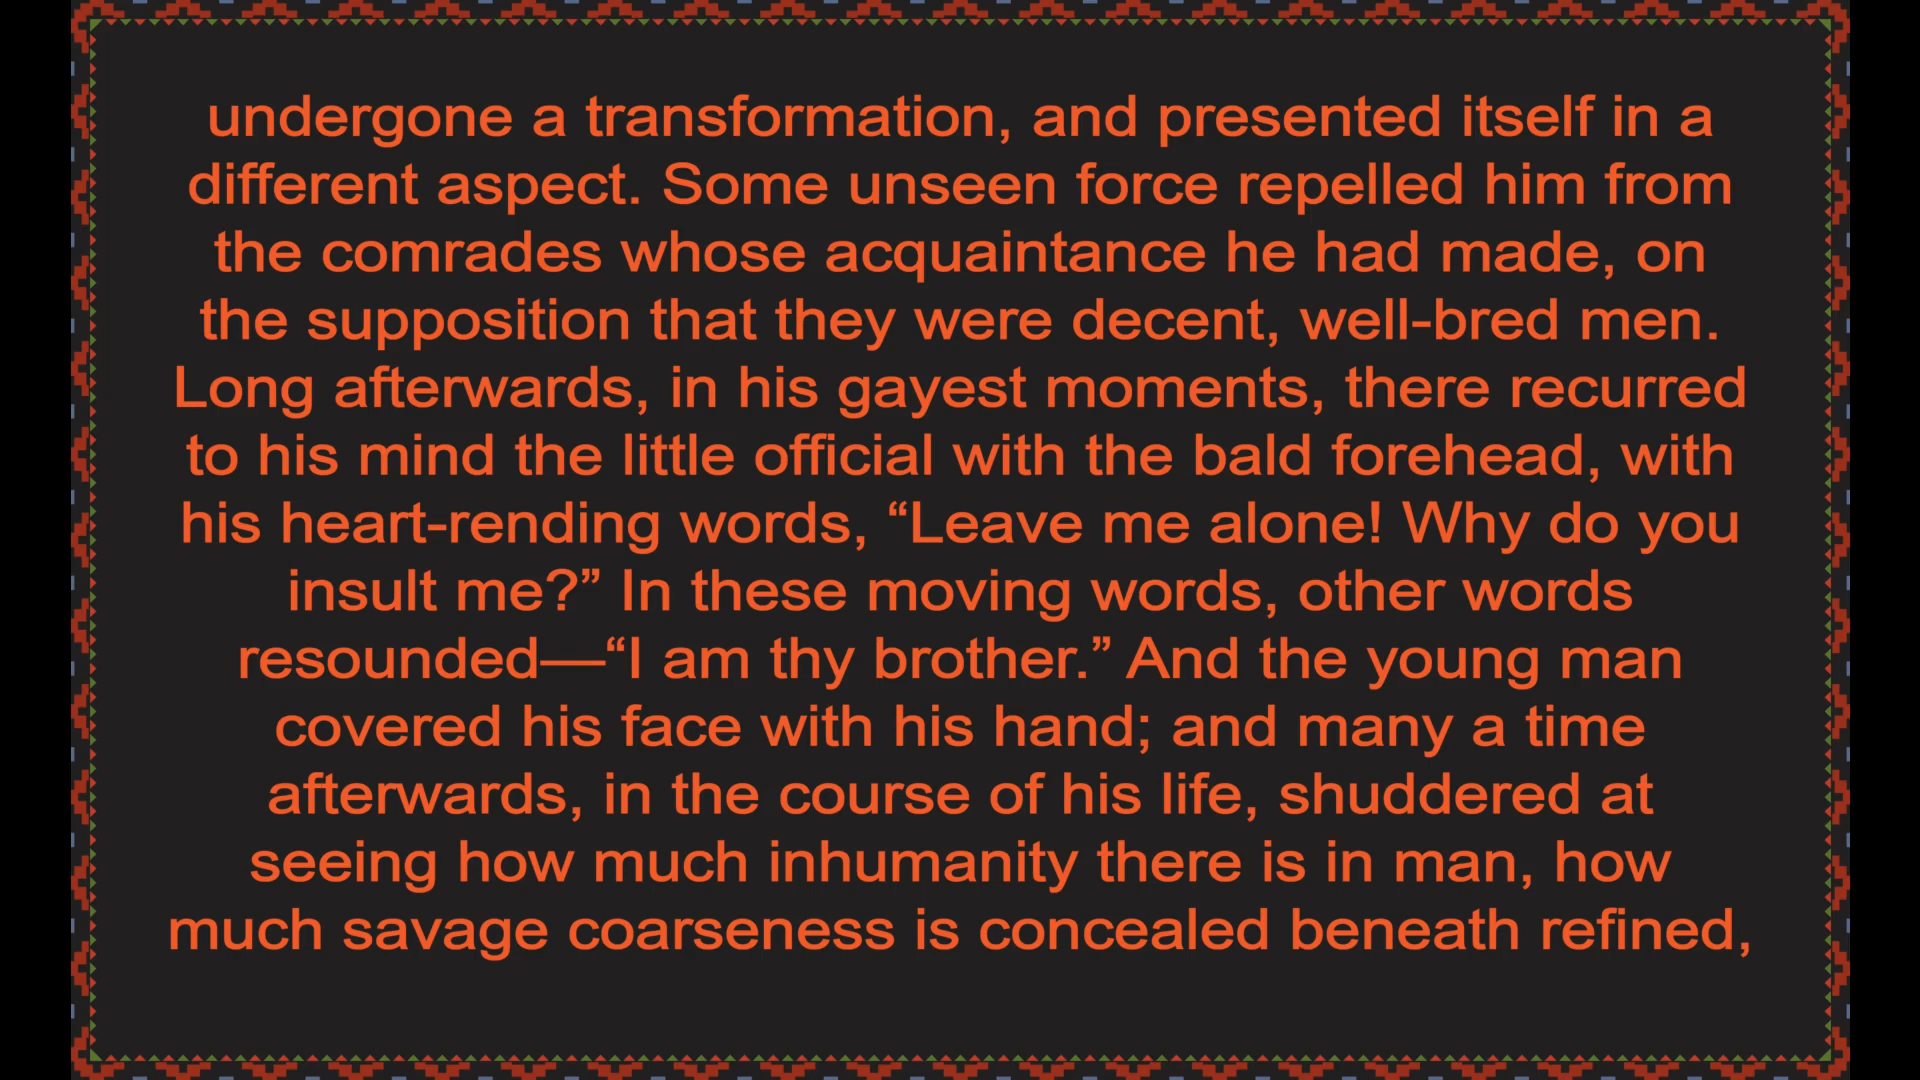 undergone a transformation, and presented itself in a
different aspect. Some unseen force repelled him from
the comrades whose acquaintance he had made, on
the supposition that they were decent, well-bred men.
Long afterwards, in his gayest moments, there recurred
to his mind the little official with the bald forehead, with
his heart-rending words, “Leave me alone! Why do you
insult me?” In these moving words, other words
resounded—“I am thy brother.” And the young man
covered his face with his hand; and many a time
afterwards, in the course of his life, shuddered at
seeing how much inhumanity there is in man, how
much savage coarseness is concealed beneath refined,